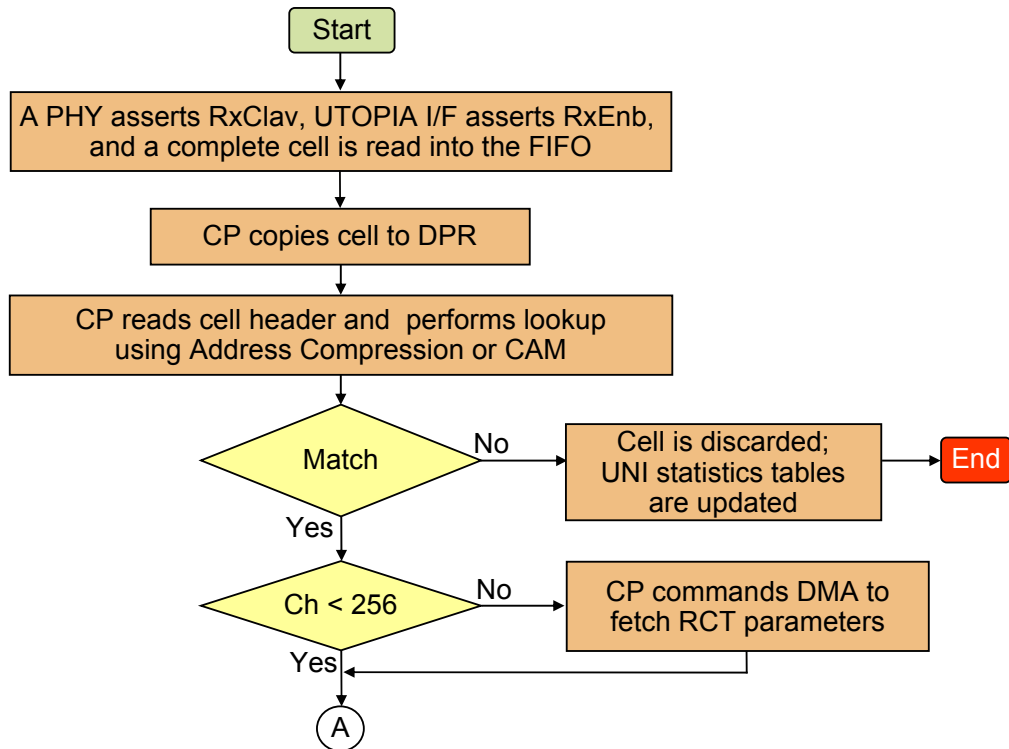 Start
A PHY asserts RxClav, UTOPIA I/F asserts RxEnb,
and a complete cell is read into the FIFO
CP copies cell to DPR
CP reads cell header and performs lookup
using Address Compression or CAM
Match
No
Cell is discarded;
UNI statistics tables
are updated
End
Yes
Ch < 256
No
CP commands DMA to
fetch RCT parameters
Yes
A